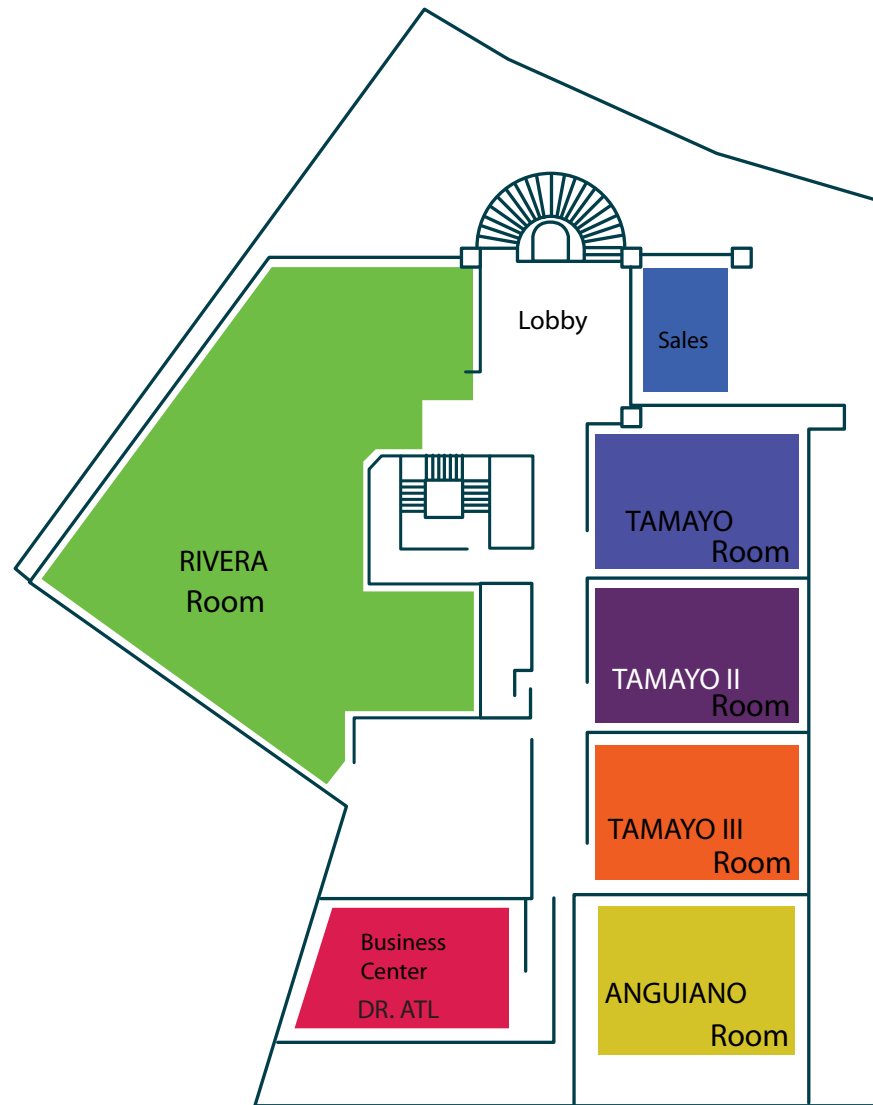 Lobby
Sales
TAMAYO
Room
RIVERA
Room
TAMAYO II
Room
TAMAYO III
Room
Business
Center
DR. ATL
ANGUIANO
Room